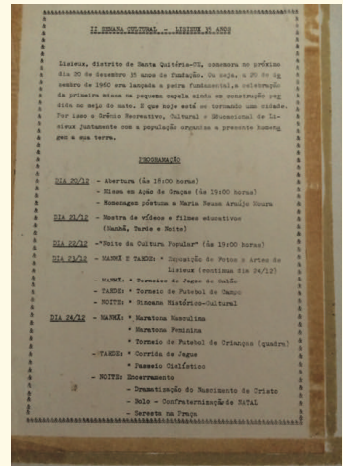 II SEMANA CULTURAL - LISIEUX 35 ANOS
Lisieux, distrito de Santa Quitéria-CE, comemora no próximo
dia 20 de dezembro 35 anos de fundação. Ou seja, a 20 de de
zembro de 1960 era lançada a pedra fundamental, a celebração
da primeira missa na pequena capela ainda em construção per
dida no meio do mato. E que hoje está se tornando uma cidade.
Por isso o Grêmio Recreativo, Cultural e Educacional de Li-
sieux juntamente com a população organiza a presente homena
gem a sua terra.
PROGRAMAÇÃO
DIA 20/12 - Abertura (às 18:00 horas)
- Missa em Ação de Graças (às 19:00 horas)
- Homenagem póstuma a Maria Neusa Araújo Moura
DIA 21/12 - Mostra de vídeos e filmes educativos
(Manhã, Tarde e Noite)
DIA 22/12 -"Noite da Cultura Popular" (às 19:00 horas)
DIA 23/12 - MANHÃ E TARDE: * Exposição de Fotos e Artes de
Lisieux (continua dia 24/12)
- MANHÃ: * Torneio de
- TARDE: * Torneio de Futebol de Campo
- NOITE: * Gincana Histórico-Cultural
DIA 24/12 - MANHÃ: * Maratona Masculina
* Maratona Feminina
* Torneio de Futebol de Crianças (quadra)
- TARDE: * Corrida de Jegue
* Passeio Ciclístico
- NOITE: Encerramento
- Dramatização do Nascimento de Cristo
- Bolo - Confraternização de NATAL
- Seresta na Praça